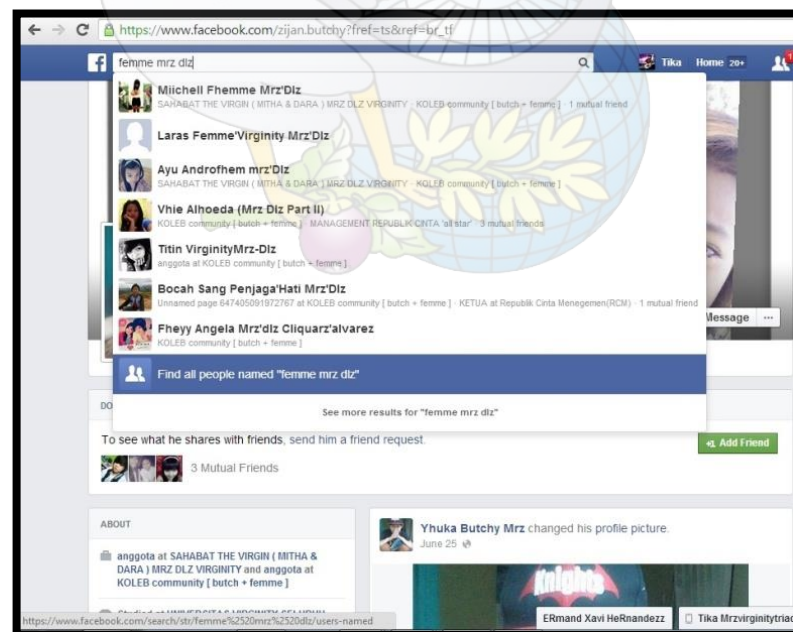 https://www.facebook.com/zijan.butchy?fref=ts&ref=br_tf
femme mrz dlz
Tika Home 20+
1
Miichell Fhemme Mrz'Dlz
SAHABAT THE VIRGIN ( MITHA & DARA ) MRZ DLZ VIRGINITY · KOLEB community [ butch + femme ] · 1 mutual friend
Laras Femme'Virginity Mrz'Dlz
Ayu Androfhem mrz'Dlz
SAHABAT THE VIRGIN ( MITHA & DARA ) MRZ DLZ VIRGINITY · KOLEB community [ butch + femme ]
Vhie Alhoeda (Mrz Dlz Part II)
KOLEB community [ butch + femme ] · MANAGEMENT REPUBLIK CINTA 'all star' · 3 mutual friends
Titin VirginityMrz-Dlz
anggota at KOLEB community [ butch + femme ]
Bocah Sang Penjaga'Hati Mrz'Dlz
Unnamed page 647405091972767 at KOLEB community [ butch + femme ] · KETUA at Republik Cinta Menegemen(RCM) · 1 mutual friend
Fheyy Angela Mrz'dlz Cliquarz'alvarez
KOLEB community [ butch + femme ]
Find all people named "femme mrz dlz"
See more results for "femme mrz dlz"
Message ...
DO
To see what he shares with friends, send him a friend request.
+1 Add Friend
3 Mutual Friends
ABOUT
anggota at SAHABAT THE VIRGIN ( MITHA &
DARA ) MRZ DLZ VIRGINITY and anggota at
KOLEB community [ butch + femme ]
Yhuka Butchy Mrz changed his profile picture.
June 25
Knights
https://www.facebook.com/search/str/femme%2520mrz%2520dlz/users-named
ERmand Xavi HeRnandezz
Tika Mrzvirginitytriad